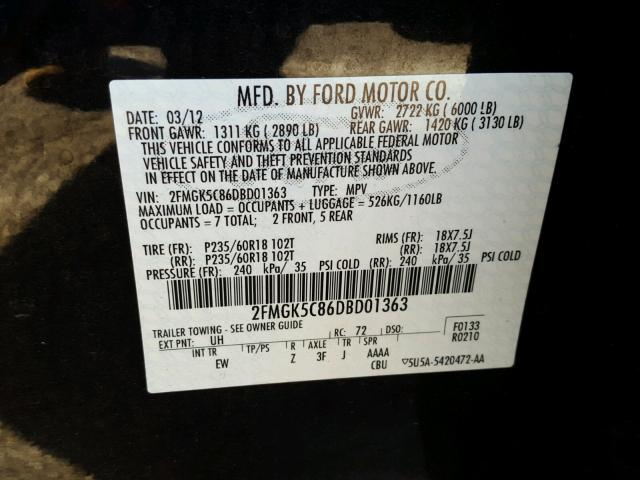 MFD. BY FORD MOTOR CO.
DATE: 03/12 GVWR: 2722 KG ( 6000 LB)
FRONT GAWR: 1311 KG ( 2890 LB) REAR GAWR: 1420 KG ( 3130 LB)
THIS VEHICLE CONFORMS TO ALL APPLICABLE FEDERAL MOTOR
VEHICLE SAFETY AND THEFT PREVENTION STANDARDS
IN EFFECT ON THE DATE OF MANUFACTURE SHOWN ABOVE.
VIN: 2FMGK5C86DBD01363 TYPE: MPV
MAXIMUM LOAD = OCCUPANTS + LUGGAGE = 526KG/1160LB
OCCUPANTS = 7 TOTAL; 2 FRONT, 5 REAR
TIRE (FR): P235/60R18 102T RIMS (FR): 18X7.5J
(RR): P235/60R18 102T (RR): 18X7.5J
PRESSURE (FR): 240 kPa/ 35 PSI COLD (RR): 240 kPa/ 35 PSI COLD
2FMGK5C86DBD01363
TRAILER TOWING - SEE OWNER GUIDE
EXT PNT: UH RC: 72 DSO: F0133
INT TR TP/PS R AXLE TR SPR R0210
EW Z 3F J AAAA
CBU 5U5A-5420472-AA